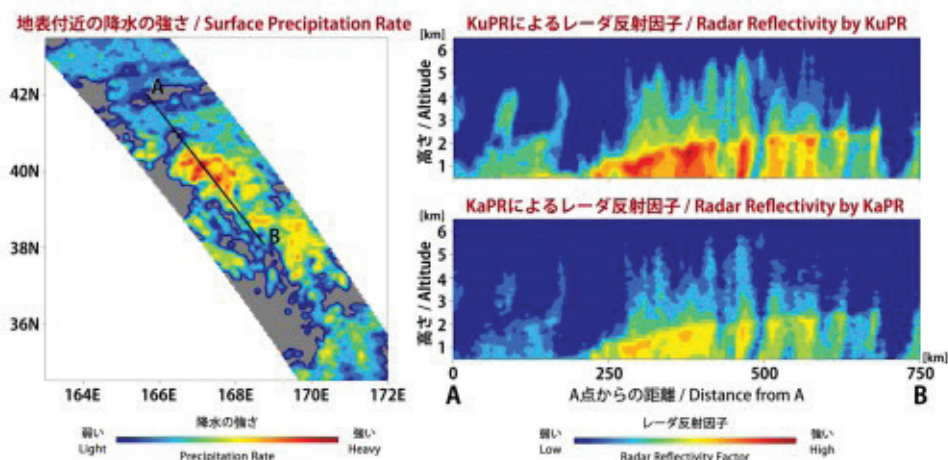 地表付近の降水の強さ / Surface Precipitation Rate
42N
40N
38N
36N
164E 166E 168E 170E 172E
A
B
降水の強さ
弱い
Light
強い
Heavy
Precipitation Rate
KuPRによるレーダ反射因子 / Radar Reflectivity by KuPR
[km]
6
5
4
3
2
1
高さ / Altitude
KaPRによるレーダ反射因子 / Radar Reflectivity by KaPR
[km]
6
5
4
3
2
1
高さ / Altitude
[km]
0 250 500 750
A A点からの距離 / Distance from A B
レーダ反射因子
弱い
Low
強い
High
Radar Reflectivity Factor